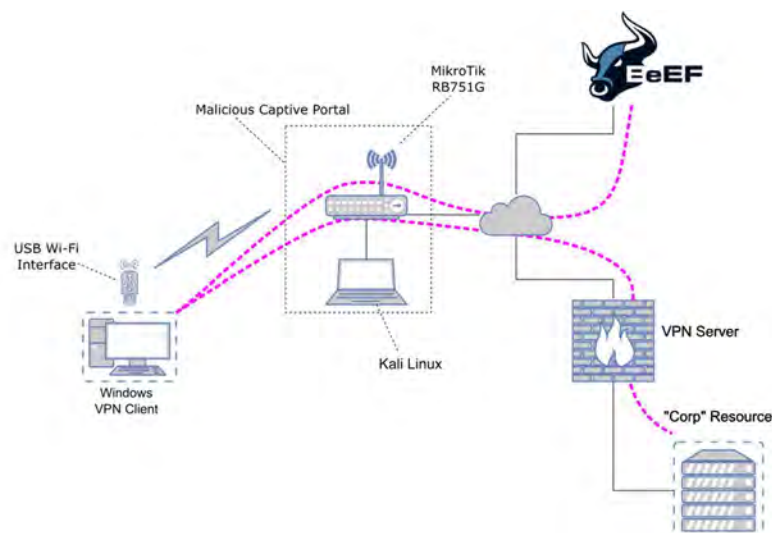 BeEF
MikroTik
RB751G
Malicious Captive Portal
USB Wi-Fi
Interface
Kali Linux
VPN Server
Windows
VPN Client
"Corp" Resource